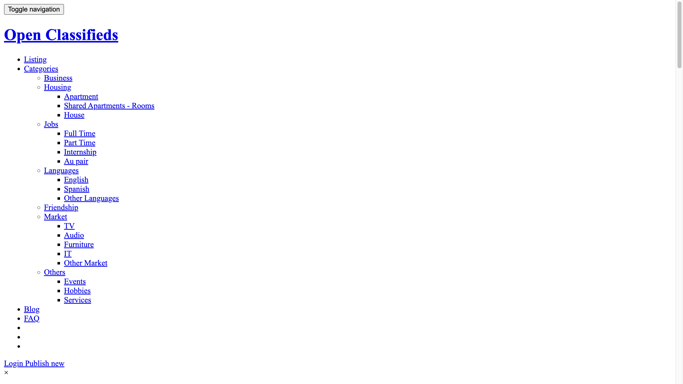 Toggle navigation
Open Classifieds
Listing
Categories
Business
Housing
Apartment
Shared Apartments - Rooms
House
Jobs
Full Time
Part Time
Internship
Au pair
Languages
English
Spanish
Other Languages
Friendship
Market
TV
Audio
Furniture
IT
Other Market
Others
Events
Hobbies
Services
Blog
FAQ
Login Publish new
×